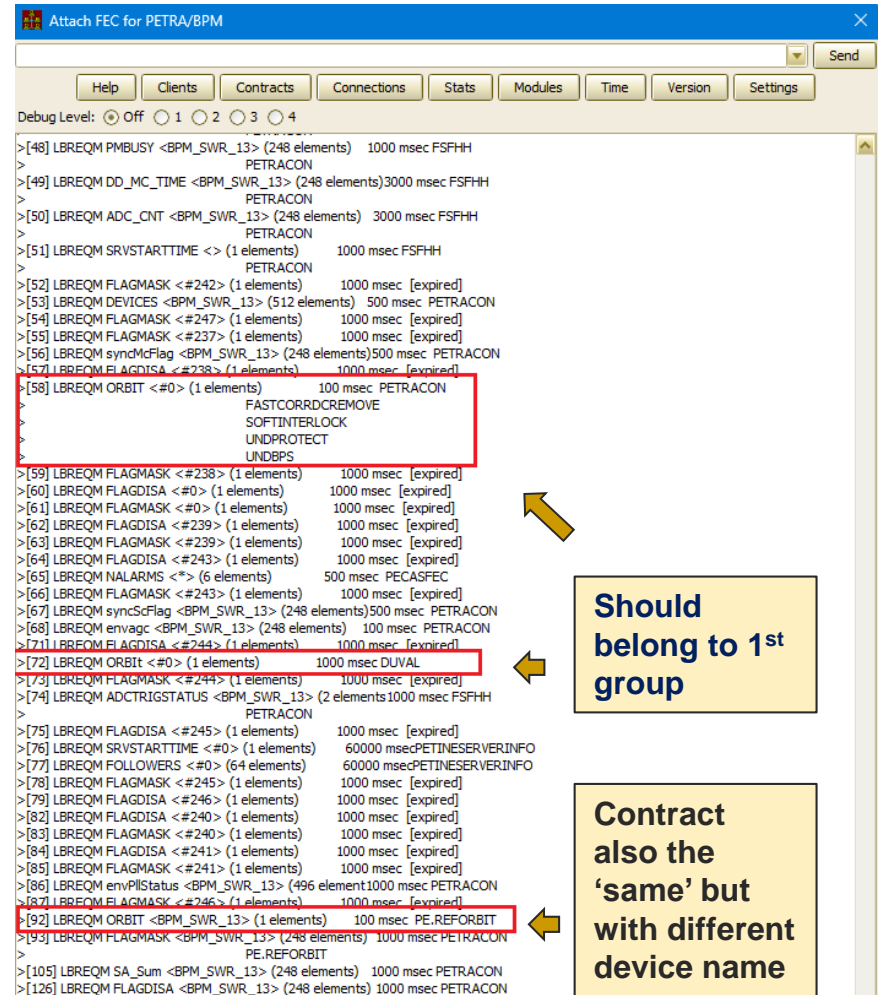 Attach FEC for PETRA/BPM
Send
Help Clients Contracts Connections Stats Modules Time Version Settings
Debug Level: Off 1 2 3 4
>[48] LBREQM PMBUSY <BPM_SWR_13> (248 elements) 1000 msec FSFHH
> PETRACON
>[49] LBREQM DD_MC_TIME <BPM_SWR_13> (248 elements)3000 msec FSFHH
> PETRACON
>[50] LBREQM ADC_CNT <BPM_SWR_13> (248 elements) 3000 msec FSFHH
> PETRACON
>[51] LBREQM SRVSTARTTIME <> (1 elements) 1000 msec FSFHH
> PETRACON
>[52] LBREQM FLAGMASK <#242> (1 elements) 1000 msec [expired]
>[53] LBREQM DEVICES <BPM_SWR_13> (512 elements) 500 msec PETRACON
>[54] LBREQM FLAGMASK <#247> (1 elements) 1000 msec [expired]
>[55] LBREQM FLAGMASK <#237> (1 elements) 1000 msec [expired]
>[56] LBREQM syncMcFlag <BPM_SWR_13> (248 elements)500 msec PETRACON
>[57] LBREQM FLAGDISA <#238> (1 elements) 1000 msec [expired]
>[58] LBREQM ORBIT <#0> (1 elements) 100 msec PETRACON
> FASTCORRDCREMOVE
> SOFTINTERLOCK
> UNDPROTECT
> UNDBPS
>[59] LBREQM FLAGMASK <#238> (1 elements) 1000 msec [expired]
>[60] LBREQM FLAGDISA <#0> (1 elements) 1000 msec [expired]
>[61] LBREQM FLAGMASK <#0> (1 elements) 1000 msec [expired]
>[62] LBREQM FLAGDISA <#239> (1 elements) 1000 msec [expired]
>[63] LBREQM FLAGMASK <#239> (1 elements) 1000 msec [expired]
>[64] LBREQM FLAGDISA <#243> (1 elements) 1000 msec [expired]
>[65] LBREQM NALARMS <*> (6 elements) 500 msec PECASFEC
>[66] LBREQM FLAGMASK <#243> (1 elements) 1000 msec [expired]
>[67] LBREQM syncScFlag <BPM_SWR_13> (248 elements)500 msec PETRACON
>[68] LBREQM envagc <BPM_SWR_13> (248 elements) 100 msec PETRACON
>[71] LBREQM FLAGDISA <#244> (1 elements) 1000 msec [expired]
>[72] LBREQM ORBIt <#0> (1 elements) 1000 msec DUVAL
>[73] LBREQM FLAGMASK <#244> (1 elements) 1000 msec [expired]
>[74] LBREQM ADCTRIGSTATUS <BPM_SWR_13> (2 elements1000 msec FSFHH
> PETRACON
>[75] LBREQM FLAGDISA <#245> (1 elements) 1000 msec [expired]
>[76] LBREQM SRVSTARTTIME <#0> (1 elements) 60000 msecPETINESERVERINFO
>[77] LBREQM FOLLOWERS <#0> (64 elements) 60000 msecPETINESERVERINFO
>[78] LBREQM FLAGMASK <#245> (1 elements) 1000 msec [expired]
>[79] LBREQM FLAGDISA <#246> (1 elements) 1000 msec [expired]
>[82] LBREQM FLAGDISA <#240> (1 elements) 1000 msec [expired]
>[83] LBREQM FLAGMASK <#240> (1 elements) 1000 msec [expired]
>[84] LBREQM FLAGDISA <#241> (1 elements) 1000 msec [expired]
>[85] LBREQM FLAGMASK <#241> (1 elements) 1000 msec [expired]
>[86] LBREQM envPllStatus <BPM_SWR_13> (496 element1000 msec PETRACON
>[87] LBREQM FLAGMASK <#246> (1 elements) 1000 msec [expired]
>[92] LBREQM ORBIT <BPM_SWR_13> (1 elements) 100 msec PE.REFORBIT
>[93] LBREQM FLAGMASK <BPM_SWR_13> (248 elements) 1000 msec PETRACON
> PE.REFORBIT
>[105] LBREQM SA_Sum <BPM_SWR_13> (248 elements) 1000 msec PETRACON
>[126] LBREQM FLAGDISA <BPM_SWR_13> (248 elements) 1000 msec PETRACON
Should
belong to 1st
group
Contract
also the
‘same’ but
with different
device name